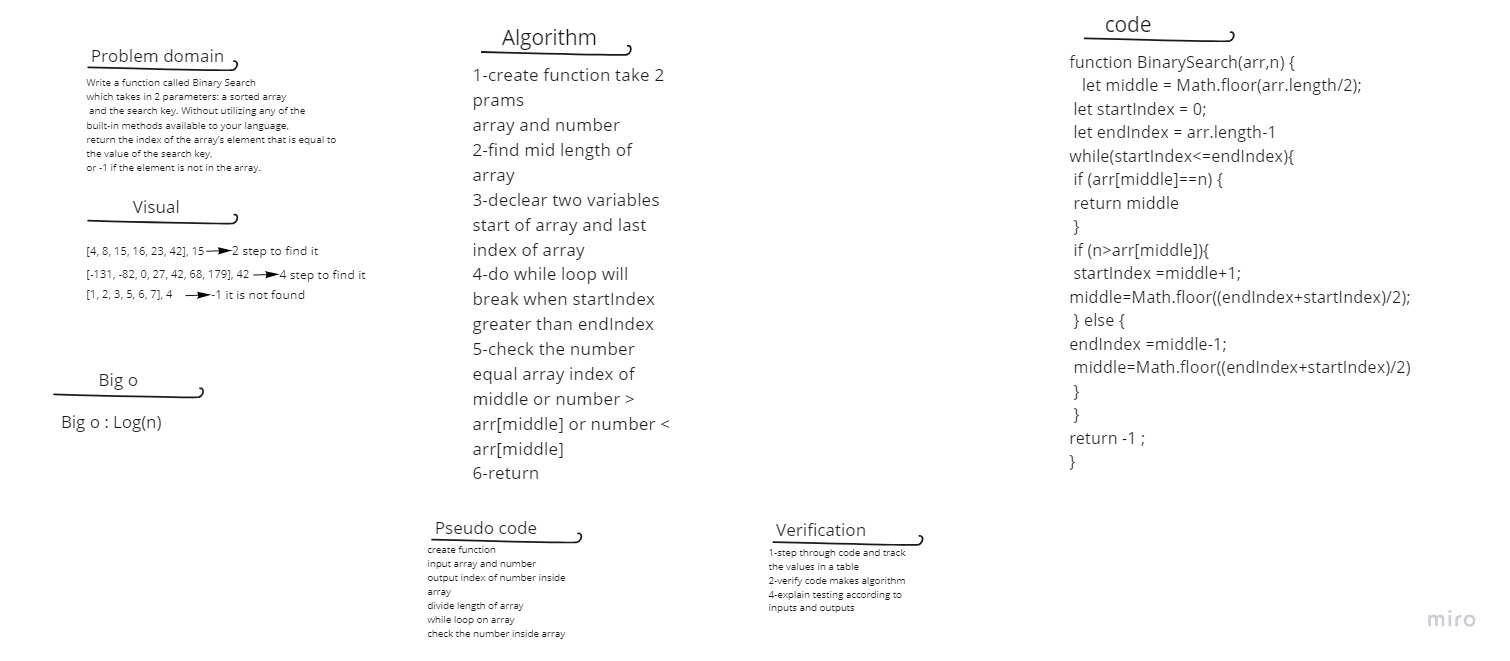 Problem domain
Write a function called Binary Search
which takes in 2 parameters: a sorted array
and the search key. Without utilizing any of the
built-in methods available to your language,
return the index of the array's element that is equal to
the value of the search key,
or -1 if the element is not in the array.
Visual
[4, 8, 15, 16, 23, 42], 15 2 step to find it
[-131, -82, 0, 27, 42, 68, 179], 42 4 step to find it
[1, 2, 3, 5, 6, 7], 4 -1 it is not found
Big o
Big o : Log(n)
Algorithm
1-create function take 2
prams
array and number
2-find mid length of
array
3-declear two variables
start of array and last
index of array
4-do while loop will
break when startIndex
greater than endIndex
5-check the number
equal array index of
middle or number >
arr[middle] or number <
arr[middle]
6-return
Pseudo code
create function
input array and number
output index of number inside
array
divide length of array
while loop on array
check the number inside array
Verification
1-step through code and track
the values in a table
2-verify code makes algorithm
4-explain testing according to
inputs and outputs
code
function BinarySearch(arr,n) {
let middle = Math.floor(arr.length/2);
let startIndex = 0;
let endIndex = arr.length-1
while(startIndex<=endIndex){
if (arr[middle]==n) {
return middle
}
if (n>arr[middle]){
startIndex =middle+1;
middle=Math.floor((endIndex+startIndex)/2);
} else {
endIndex =middle-1;
middle=Math.floor((endIndex+startIndex)/2)
}
}
return -1 ;
}
miro